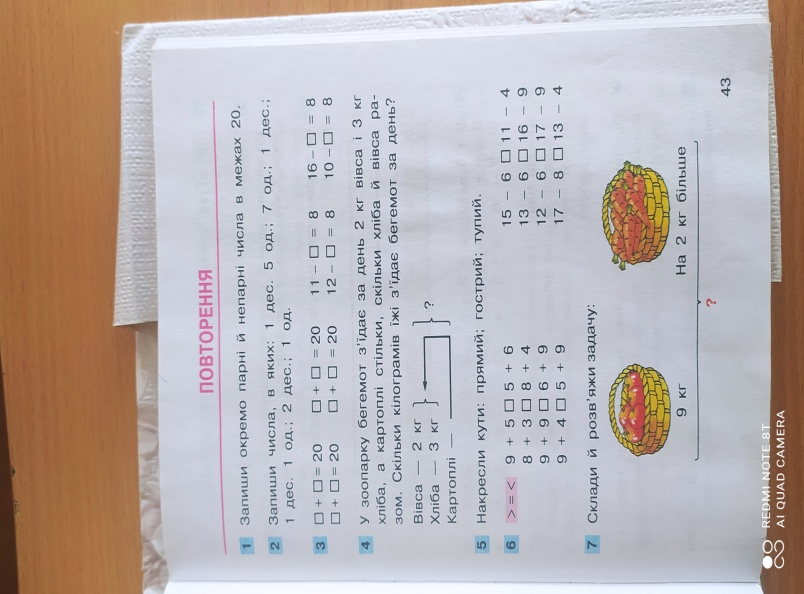 ПОВТОРЕННЯ
1 Запиши окремо парні й непарні числа в межах 20.
2 Запиши числа, в яких: 1 дес. 5 од.; 7 од.; 1 дес.;
1 дес. 1 од.; 2 дес.; 1 од.
3 □ + □ = 20 □ + □ = 20 11 − □ = 8 16 − □ = 8
□ + □ = 20 □ + □ = 20 12 − □ = 8 10 − □ = 8
4 У зоопарку бегемот з'їдає за день 2 кг вівса і 3 кг
хліба, а картоплі стільки, скільки хліба й вівса ра-
зом. Скільки кілограмів їжі з'їдає бегемот за день?
Вівса — 2 кг
Хліба — 3 кг
Картоплі — ?
5 Накресли кути: прямий; гострий; тупий.
6 > = < 9 + 5 □ 5 + 6 15 − 6 □ 11 − 4
8 + 3 □ 8 + 4 13 − 6 □ 16 − 9
9 + 9 □ 6 + 9 12 − 6 □ 17 − 9
9 + 4 □ 5 + 9 17 − 8 □ 13 − 4
7 Склади й розв'яжи задачу:
9 кг На 2 кг більше
?
43
REDMI NOTE 8T
AI QUAD CAMERA